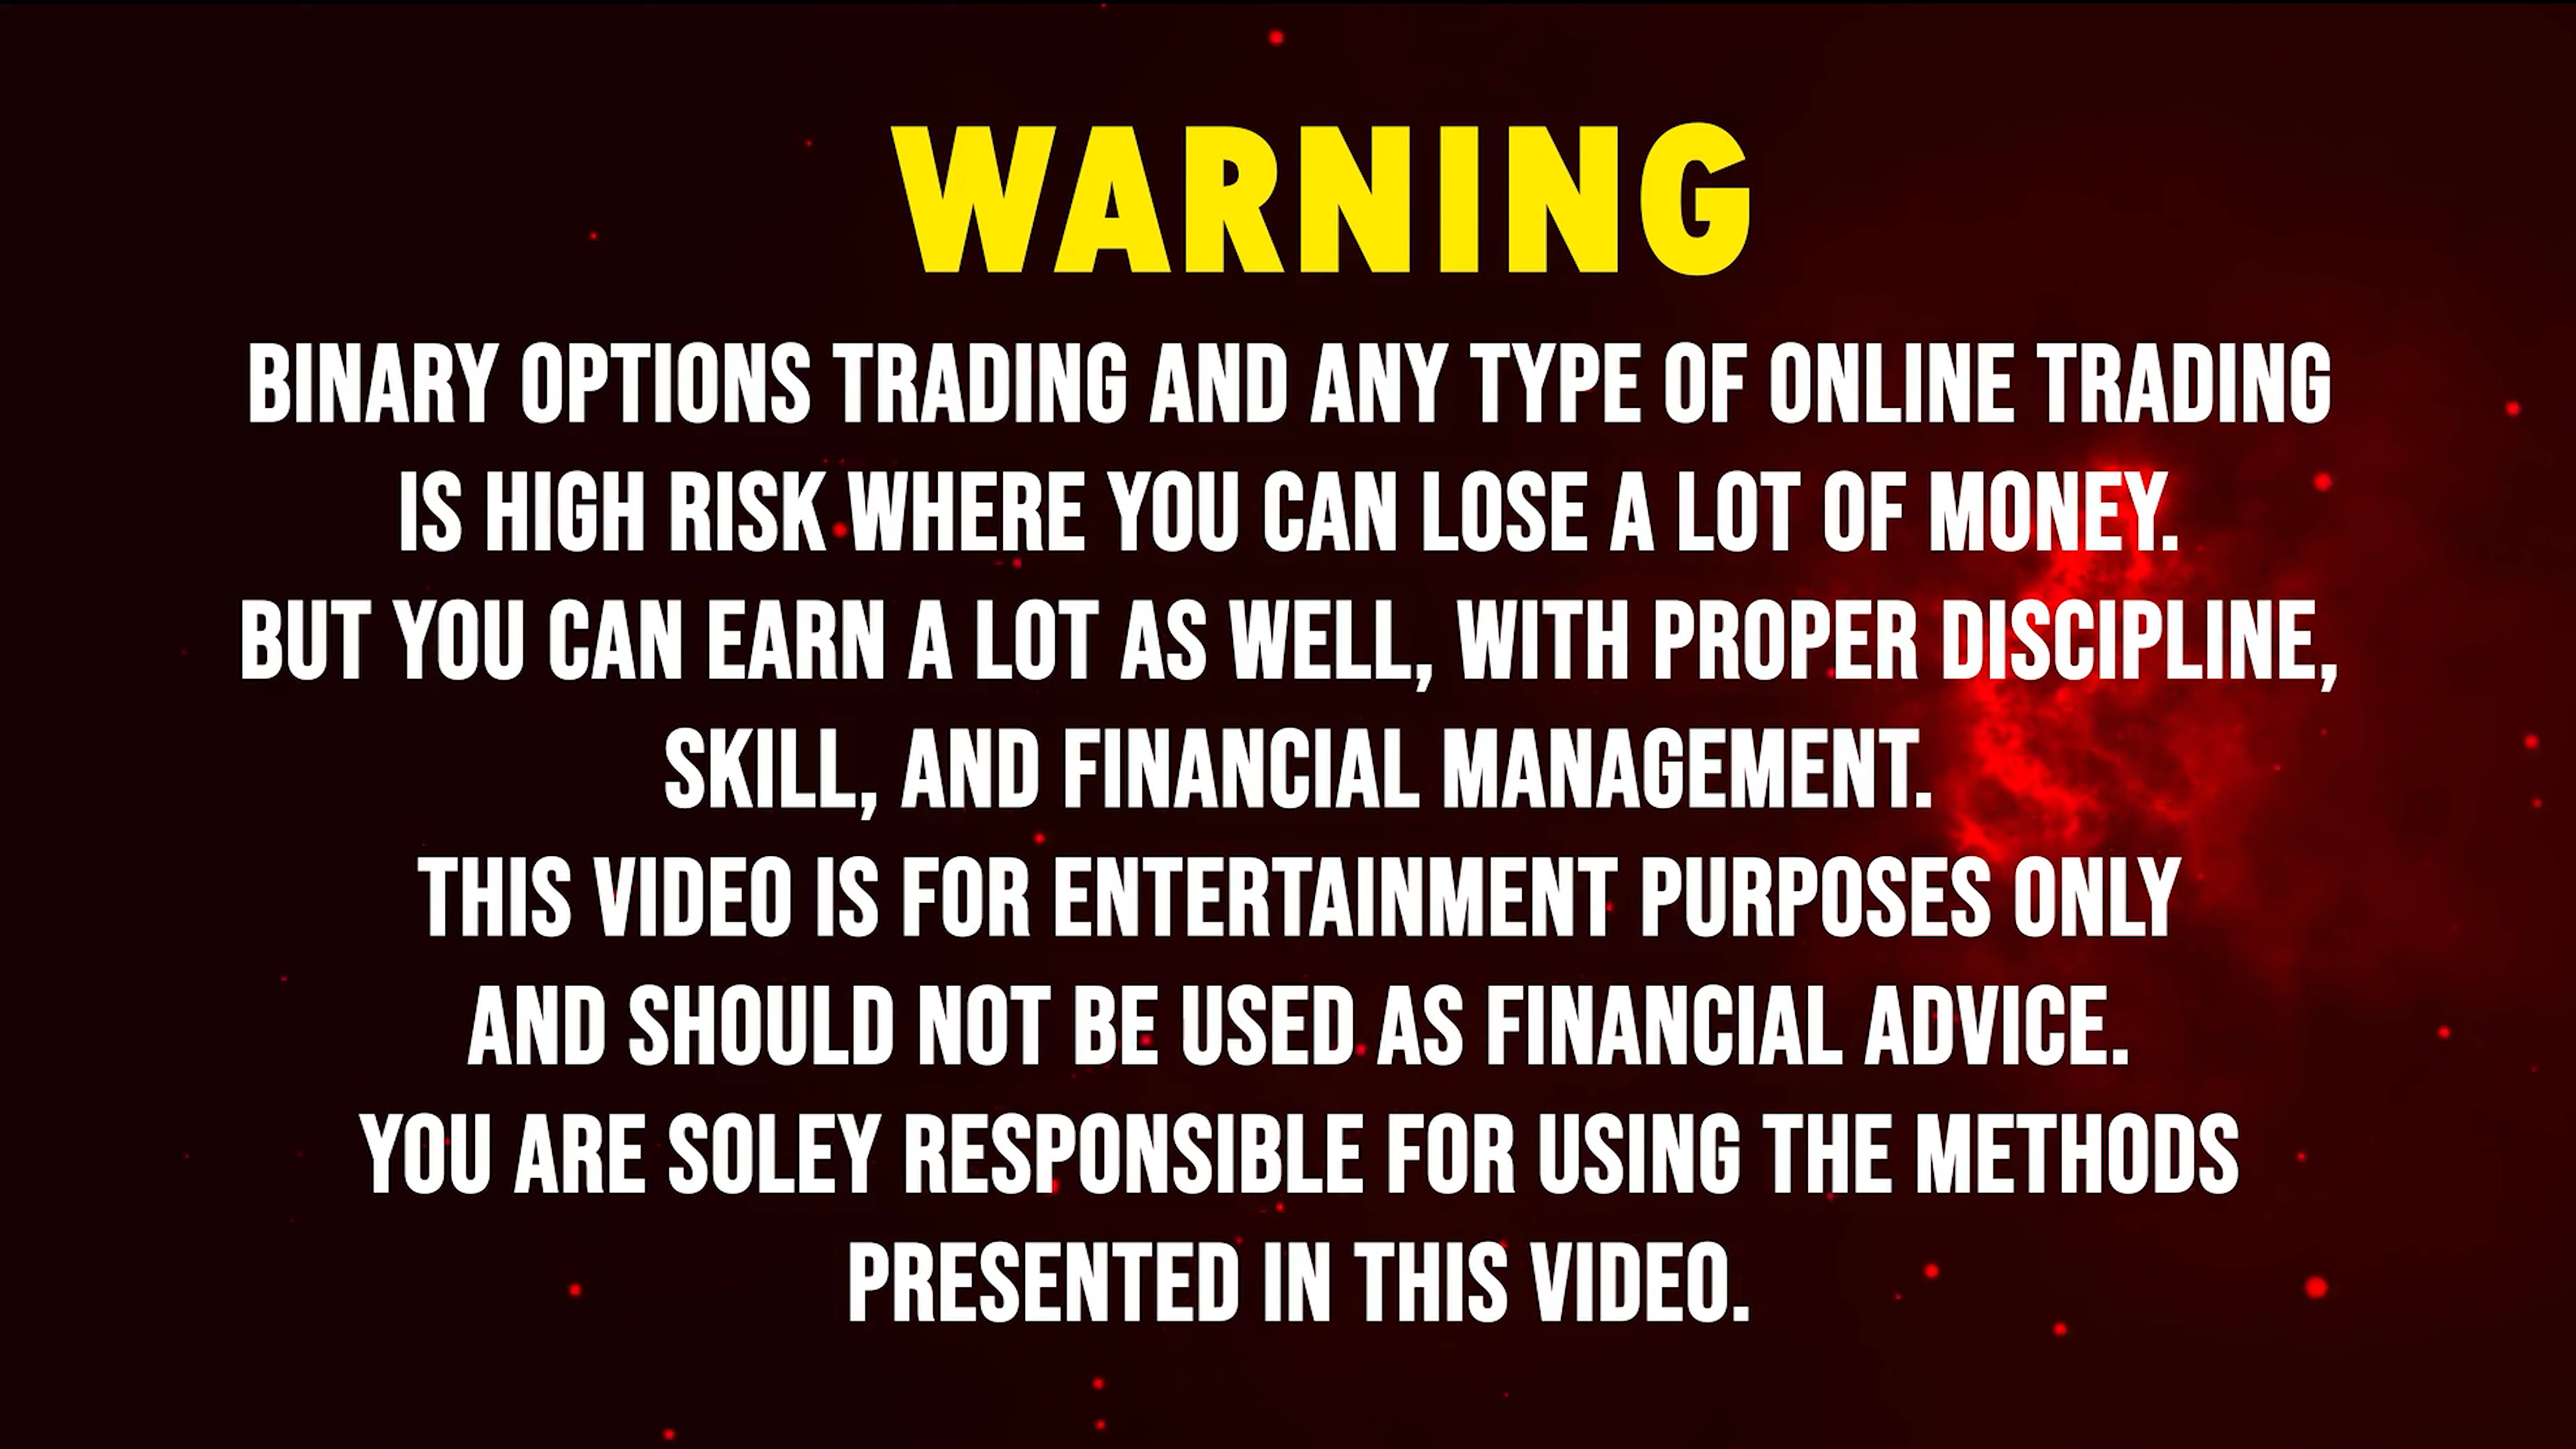 WARNING
BINARY OPTIONS TRADING AND ANY TYPE OF ONLINE TRADING
IS HIGH RISK WHERE YOU CAN LOSE A LOT OF MONEY.
BUT YOU CAN EARN A LOT AS WELL, WITH PROPER DISCIPLINE,
SKILL, AND FINANCIAL MANAGEMENT.
THIS VIDEO IS FOR ENTERTAINMENT PURPOSES ONLY
AND SHOULD NOT BE USED AS FINANCIAL ADVICE.
YOU ARE SOLEY RESPONSIBLE FOR USING THE METHODS
PRESENTED IN THIS VIDEO.